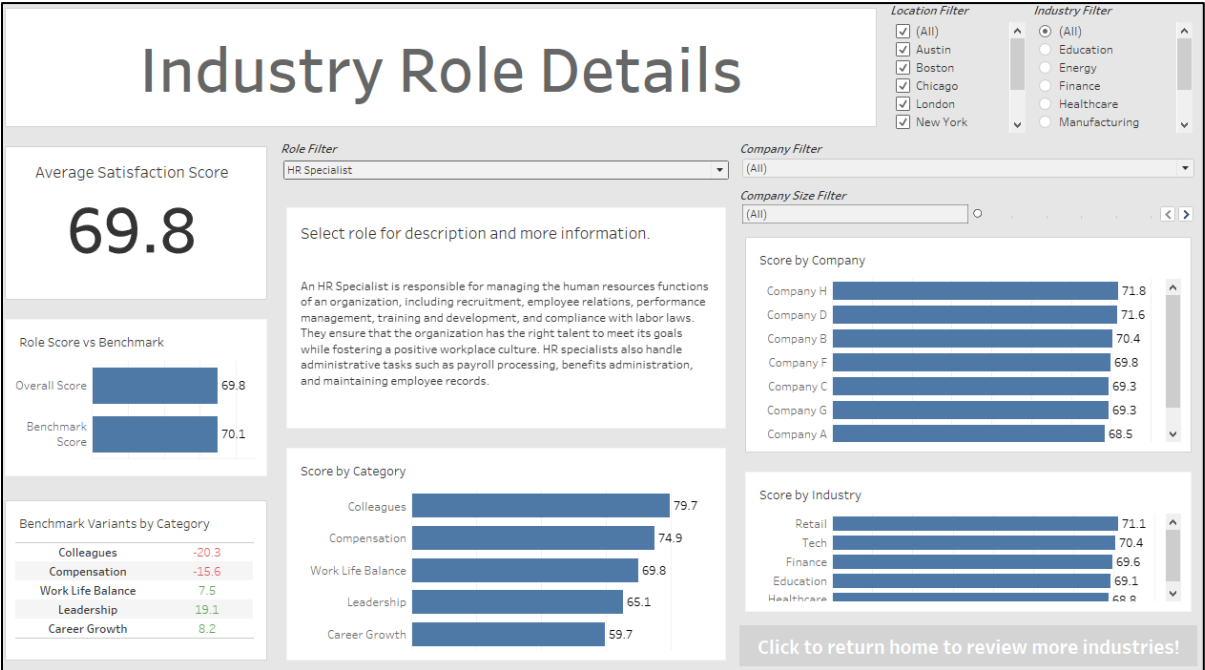 Industry Role Details
Location Filter
(All)
Austin
Boston
Chicago
London
New York
Industry Filter
(All)
Education
Energy
Finance
Healthcare
Manufacturing
Average Satisfaction Score
69.8
Role Filter
HR Specialist
Company Filter
(All)
Company Size Filter
(All)
Select role for description and more information.
An HR Specialist is responsible for managing the human resources functions
of an organization, including recruitment, employee relations, performance
management, training and development, and compliance with labor laws.
They ensure that the organization has the right talent to meet its goals
while fostering a positive workplace culture. HR specialists also handle
administrative tasks such as payroll processing, benefits administration,
and maintaining employee records.
Role Score vs Benchmark
Overall Score 69.8
Benchmark
Score 70.1
Benchmark Variants by Category
Colleagues -20.3
Compensation -15.6
Work Life Balance 7.5
Leadership 19.1
Career Growth 8.2
Score by Category
Colleagues 79.7
Compensation 74.9
Work Life Balance 69.8
Leadership 65.1
Career Growth 59.7
Score by Company
Company H 71.8
Company D 71.6
Company B 70.4
Company F 69.8
Company C 69.3
Company G 69.3
Company A 68.5
Score by Industry
Retail 71.1
Tech 70.4
Finance 69.6
Education 69.1
Healthcare 68.8
Click to return home to review more industries!